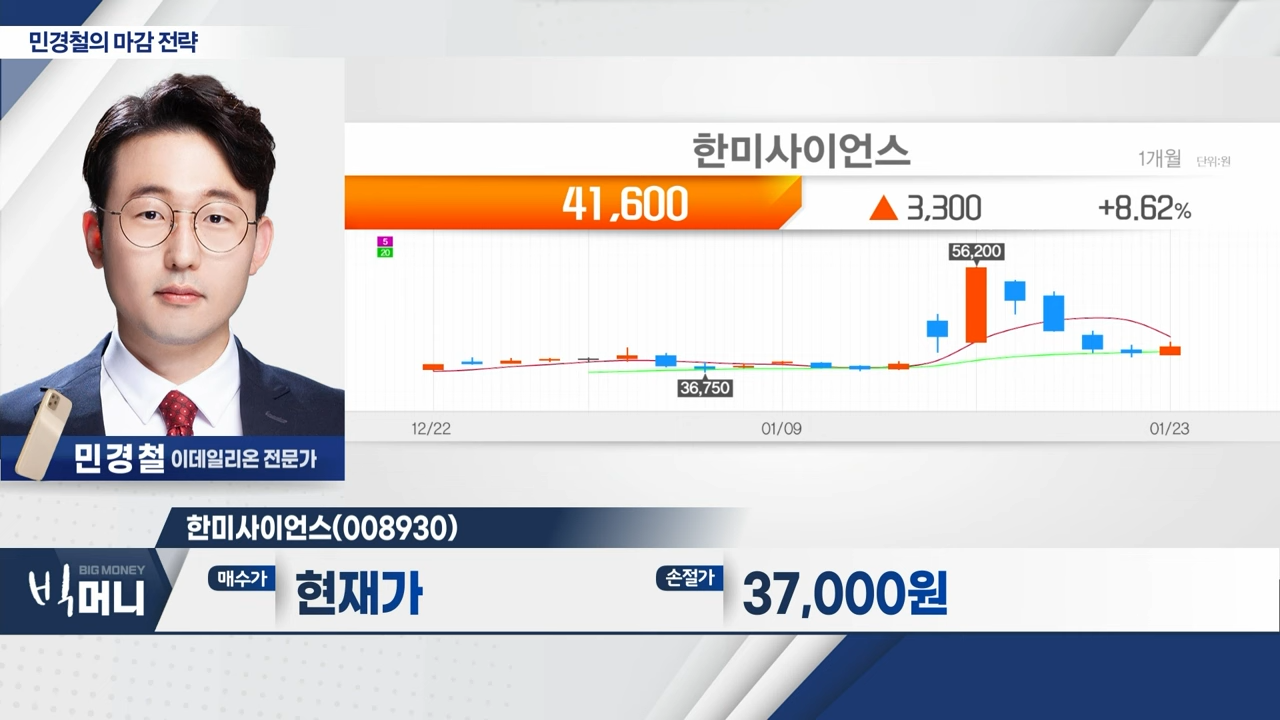 민경철의 마감 전략
한미사이언스
1개월 단위:원
41,600 ▲ 3,300 +8.62%
5
20
56,200
36,750
12/22 01/09 01/23
민경철 이데일리온 전문가
한미사이언스(008930)
BIG MONEY
빅머니
매수가 현재가 손절가 37,000원